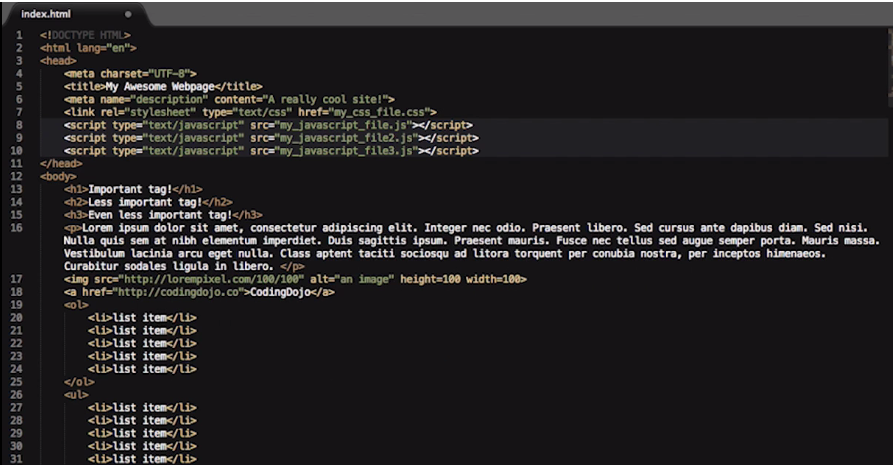 index.html
1 <!DOCTYPE HTML>
2 <html lang="en">
3 <head>
4 <meta charset="UTF-8">
5 <title>My Awesome Webpage</title>
6 <meta name="description" content="A really cool site!">
7 <link rel="stylesheet" type="text/css" href="my_css_file.css">
8 <script type="text/javascript" src="my_javascript_file.js"></script>
9 <script type="text/javascript" src="my_javascript_file2.js"></script>
10 <script type="text/javascript" src="my_javascript_file3.js"></script>
11 </head>
12 <body>
13 <h1>Important tag!</h1>
14 <h2>Less important tag!</h2>
15 <h3>Even less important tag!</h3>
16 <p>Lorem ipsum dolor sit amet, consectetur adipiscing elit. Integer nec odio. Praesent libero. Sed cursus ante dapibus diam. Sed nisi.
Nulla quis sem at nibh elementum imperdiet. Duis sagittis ipsum. Praesent mauris. Fusce nec tellus sed augue semper porta. Mauris massa.
Vestibulum lacinia arcu eget nulla. Class aptent taciti sociosqu ad litora torquent per conubia nostra, per inceptos himenaeos.
Curabitur sodales ligula in libero. </p>
17 <img src="http://lorempixel.com/100/100" alt="an image" height=100 width=100>
18 <a href="http://codingdojo.co">CodingDojo</a>
19 <ol>
20 <li>list item</li>
21 <li>list item</li>
22 <li>list item</li>
23 <li>list item</li>
24 <li>list item</li>
25 </ol>
26 <ul>
27 <li>list item</li>
28 <li>list item</li>
29 <li>list item</li>
30 <li>list item</li>
31 <li>list item</li>